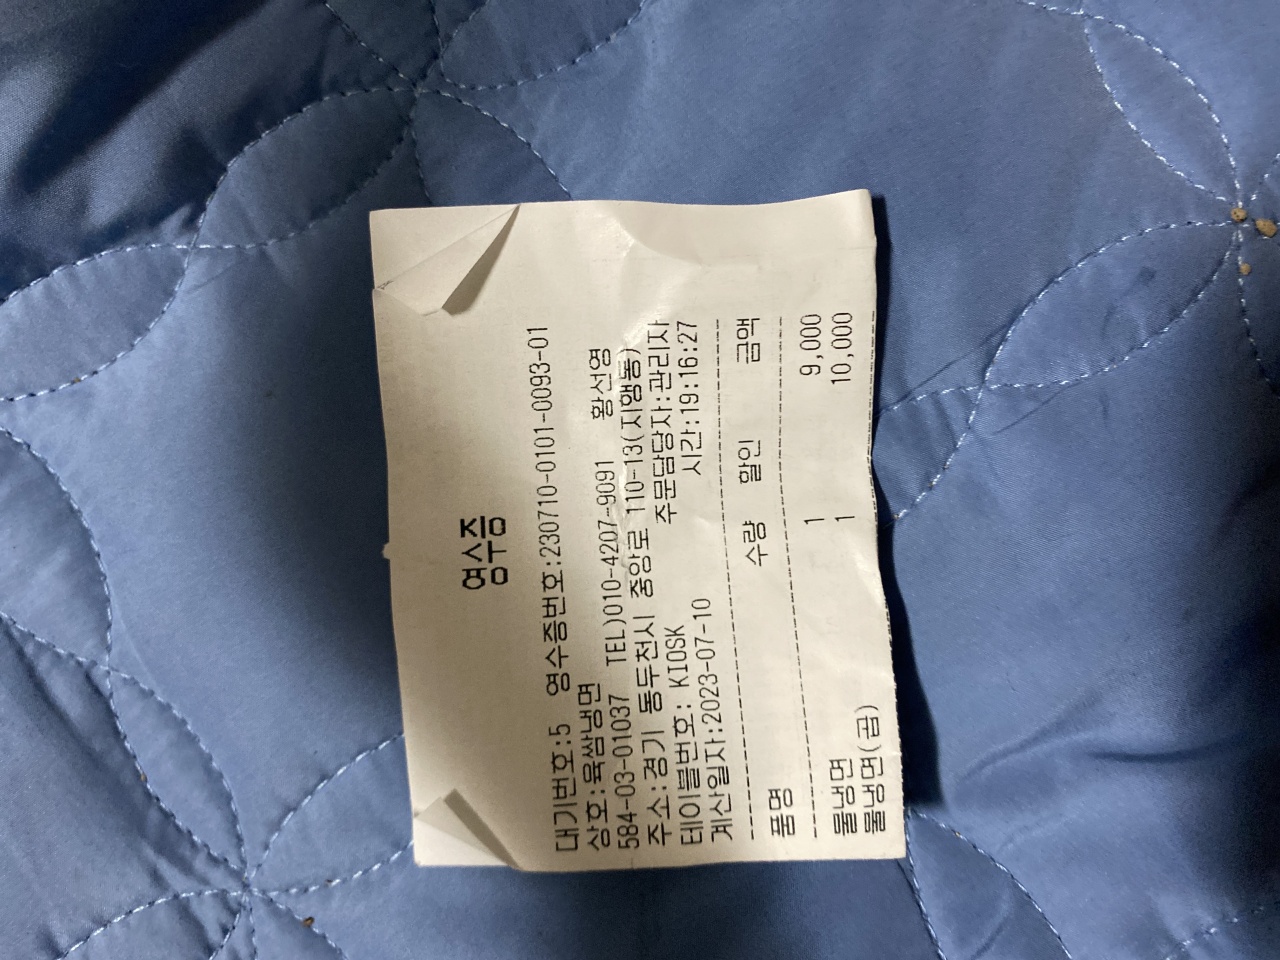 영수증
대기번호:5 영수증번호:230710-0101-0093-01
상호:육쌈냉면
584-03-01037 TEL)010-4207-9091 황선영
주소:경기 동두천시 중앙로 110-13(지행동)
테이블번호: KIOSK 주문담당자:관리자
계산일자:2023-07-10 시간:19:16:27
품명 수량 할인 금액
물냉면 1 9,000
물냉면(곱) 1 10,000